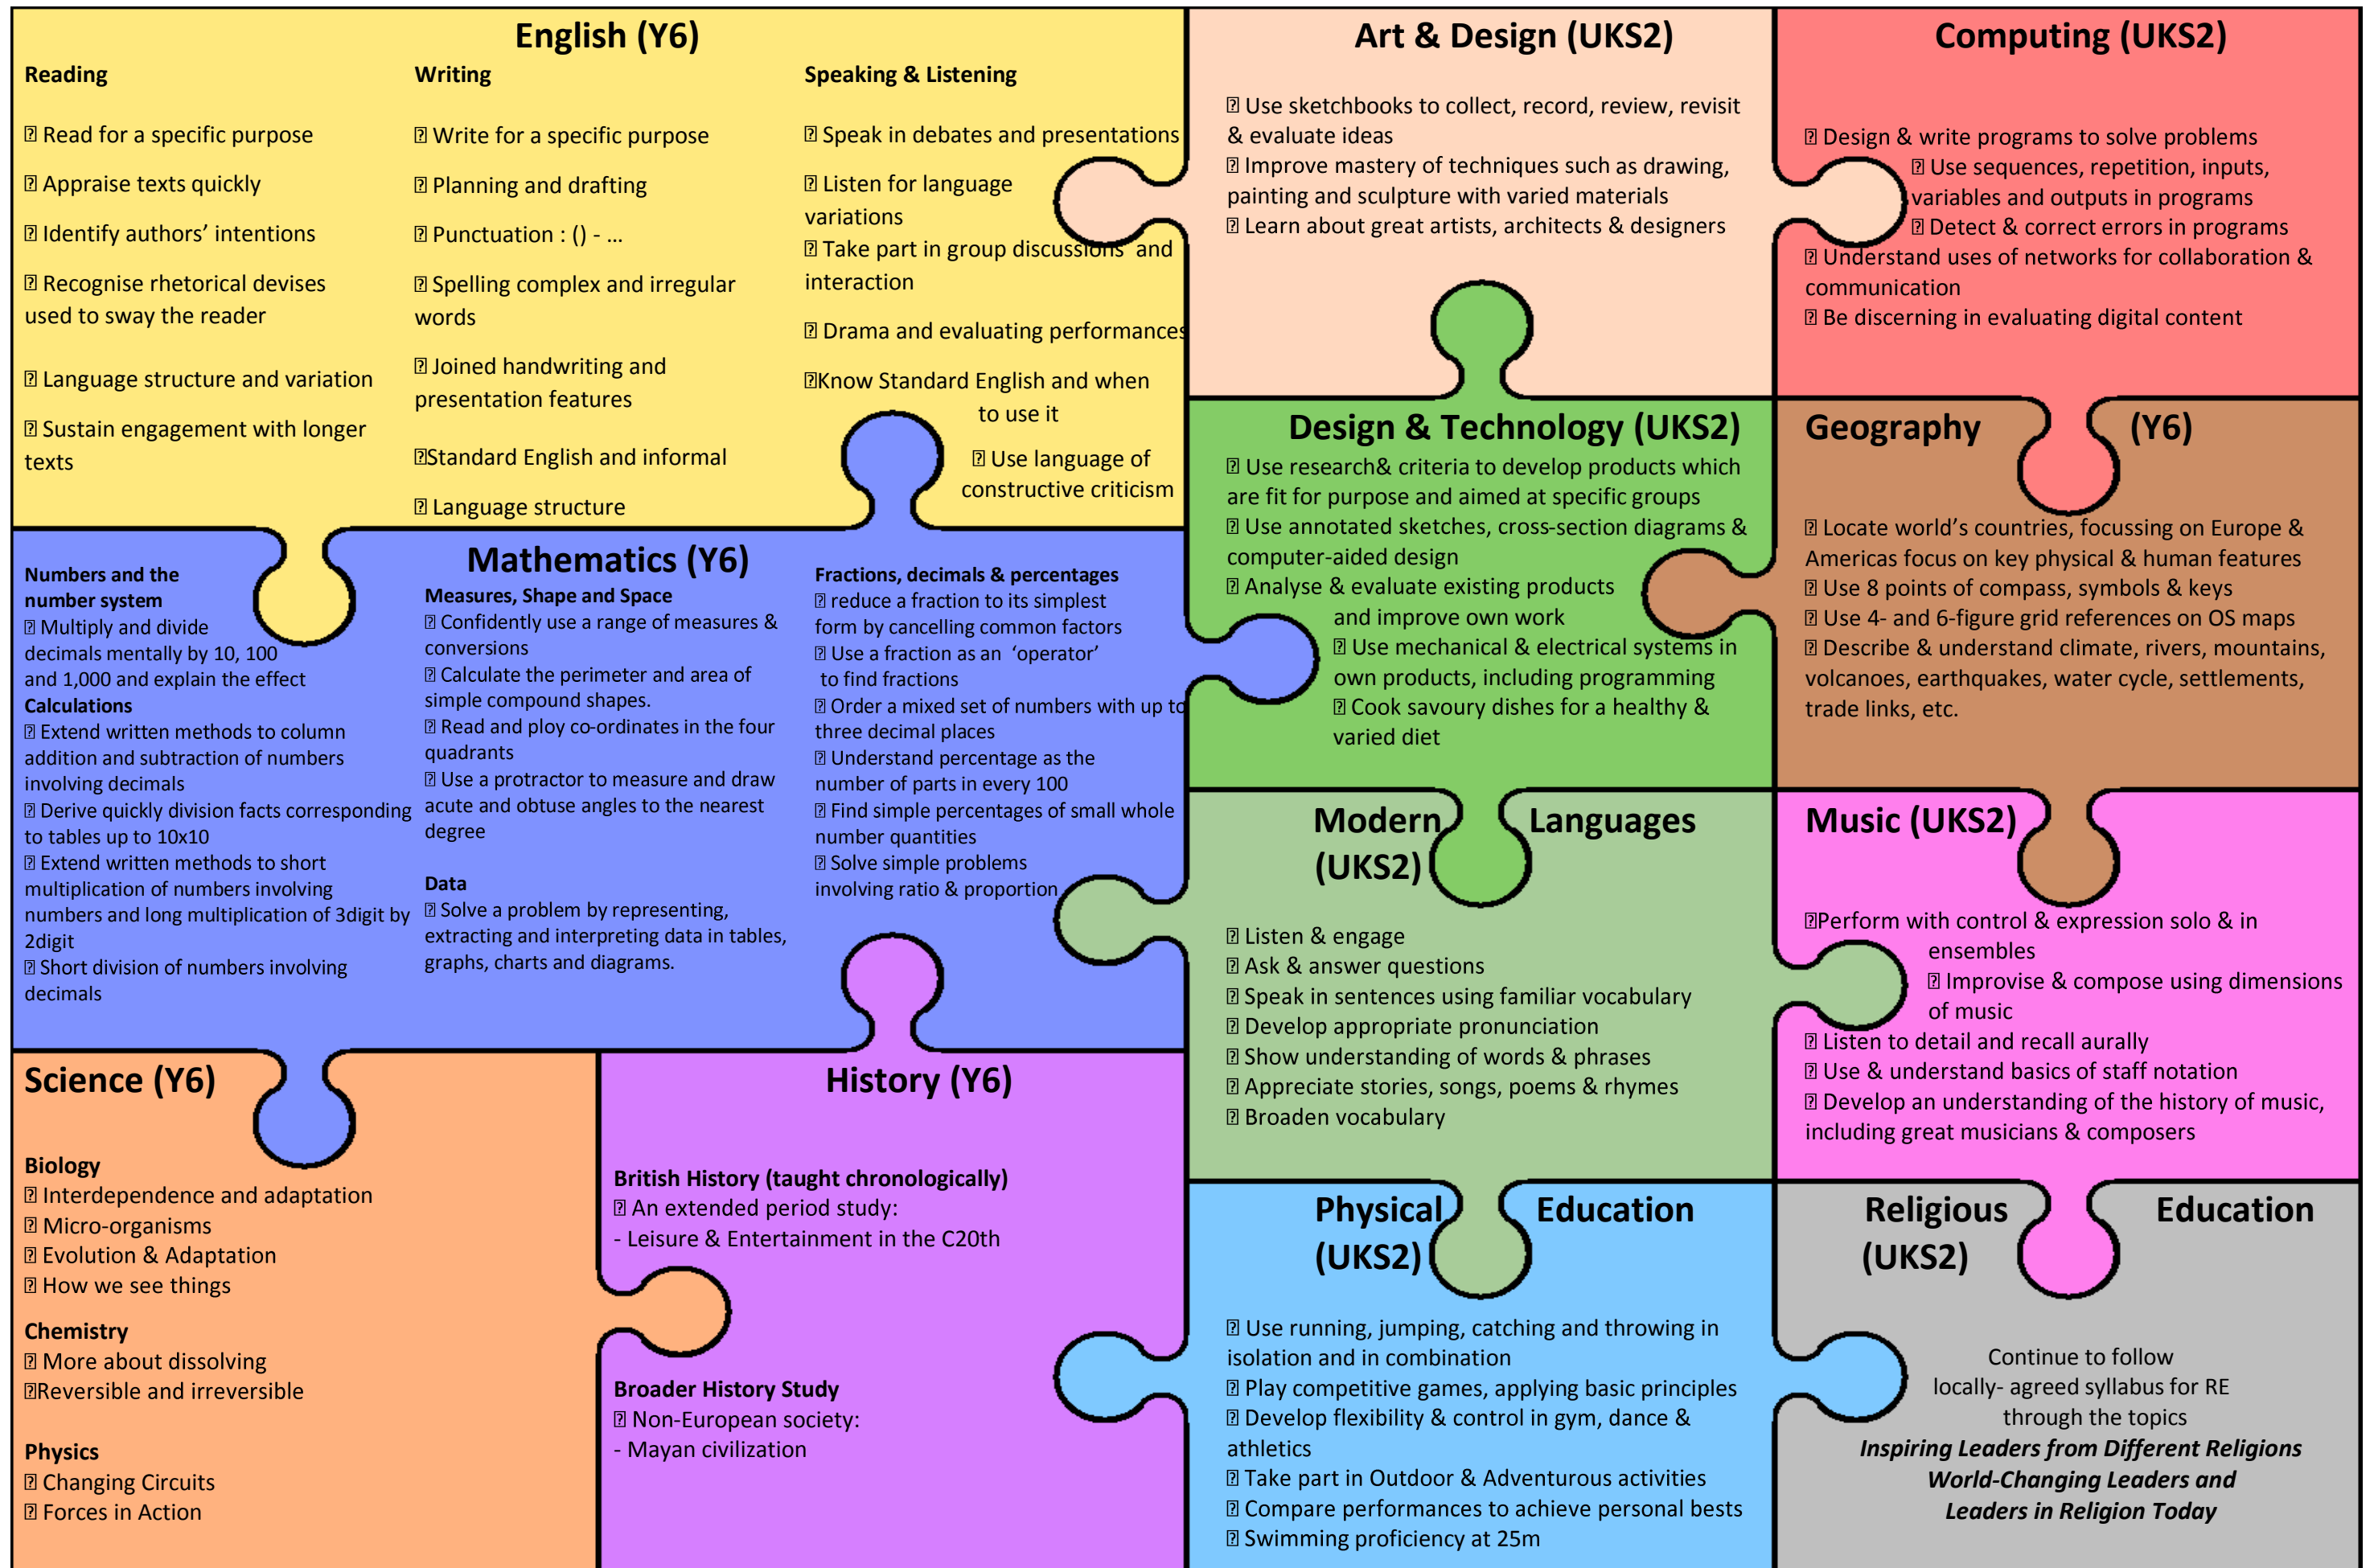 English (Y6)
Reading
⍰ Read for a specific purpose
⍰ Appraise texts quickly
⍰ Identify authors’ intentions
⍰ Recognise rhetorical devises
used to sway the reader
⍰ Language structure and variation
⍰ Sustain engagement with longer
texts
Writing
⍰ Write for a specific purpose
⍰ Planning and drafting
⍰ Punctuation : () - …
⍰ Spelling complex and irregular
words
⍰ Joined handwriting and
presentation features
⍰Standard English and informal
⍰ Language structure
Speaking & Listening
⍰ Speak in debates and presentations
⍰ Listen for language
variations
⍰ Take part in group discussions and
interaction
⍰ Drama and evaluating performances
⍰Know Standard English and when
to use it
⍰ Use language of
constructive criticism
Art & Design (UKS2)
⍰ Use sketchbooks to collect, record, review, revisit
& evaluate ideas
⍰ Improve mastery of techniques such as drawing,
painting and sculpture with varied materials
⍰ Learn about great artists, architects & designers
Computing (UKS2)
⍰ Design & write programs to solve problems
⍰ Use sequences, repetition, inputs,
variables and outputs in programs
⍰ Detect & correct errors in programs
⍰ Understand uses of networks for collaboration &
communication
⍰ Be discerning in evaluating digital content
Mathematics (Y6)
Numbers and the
number system
⍰ Multiply and divide
decimals mentally by 10, 100
and 1,000 and explain the effect
Calculations
⍰ Extend written methods to column
addition and subtraction of numbers
involving decimals
⍰ Derive quickly division facts corresponding
to tables up to 10x10
⍰ Extend written methods to short
multiplication of numbers involving
numbers and long multiplication of 3digit by
2digit
⍰ Short division of numbers involving
decimals
Measures, Shape and Space
⍰ Confidently use a range of measures &
conversions
⍰ Calculate the perimeter and area of
simple compound shapes.
⍰ Read and ploy co-ordinates in the four
quadrants
⍰ Use a protractor to measure and draw
acute and obtuse angles to the nearest
degree
Data
⍰ Solve a problem by representing,
extracting and interpreting data in tables,
graphs, charts and diagrams.
Fractions, decimals & percentages
⍰ reduce a fraction to its simplest
form by cancelling common factors
⍰ Use a fraction as an ‘operator’
to find fractions
⍰ Order a mixed set of numbers with up to
three decimal places
⍰ Understand percentage as the
number of parts in every 100
⍰ Find simple percentages of small whole
number quantities
⍰ Solve simple problems
involving ratio & proportion
Design & Technology (UKS2)
⍰ Use research& criteria to develop products which
are fit for purpose and aimed at specific groups
⍰ Use annotated sketches, cross-section diagrams &
computer-aided design
⍰ Analyse & evaluate existing products
and improve own work
⍰ Use mechanical & electrical systems in
own products, including programming
⍰ Cook savoury dishes for a healthy &
varied diet
Geography (Y6)
⍰ Locate world’s countries, focussing on Europe &
Americas focus on key physical & human features
⍰ Use 8 points of compass, symbols & keys
⍰ Use 4- and 6-figure grid references on OS maps
⍰ Describe & understand climate, rivers, mountains,
volcanoes, earthquakes, water cycle, settlements,
trade links, etc.
Modern Languages
(UKS2)
⍰ Listen & engage
⍰ Ask & answer questions
⍰ Speak in sentences using familiar vocabulary
⍰ Develop appropriate pronunciation
⍰ Show understanding of words & phrases
⍰ Appreciate stories, songs, poems & rhymes
⍰ Broaden vocabulary
Music (UKS2)
⍰Perform with control & expression solo & in
ensembles
⍰ Improvise & compose using dimensions
of music
⍰ Listen to detail and recall aurally
⍰ Use & understand basics of staff notation
⍰ Develop an understanding of the history of music,
including great musicians & composers
Science (Y6)
Biology
⍰ Interdependence and adaptation
⍰ Micro-organisms
⍰ Evolution & Adaptation
⍰ How we see things
Chemistry
⍰ More about dissolving
⍰Reversible and irreversible
Physics
⍰ Changing Circuits
⍰ Forces in Action
History (Y6)
British History (taught chronologically)
⍰ An extended period study:
- Leisure & Entertainment in the C20th
Broader History Study
⍰ Non-European society:
- Mayan civilization
Physical Education
(UKS2)
⍰ Use running, jumping, catching and throwing in
isolation and in combination
⍰ Play competitive games, applying basic principles
⍰ Develop flexibility & control in gym, dance &
athletics
⍰ Take part in Outdoor & Adventurous activities
⍰ Compare performances to achieve personal bests
⍰ Swimming proficiency at 25m
Religious Education
(UKS2)
Continue to follow
locally- agreed syllabus for RE
through the topics
Inspiring Leaders from Different Religions
World-Changing Leaders and
Leaders in Religion Today